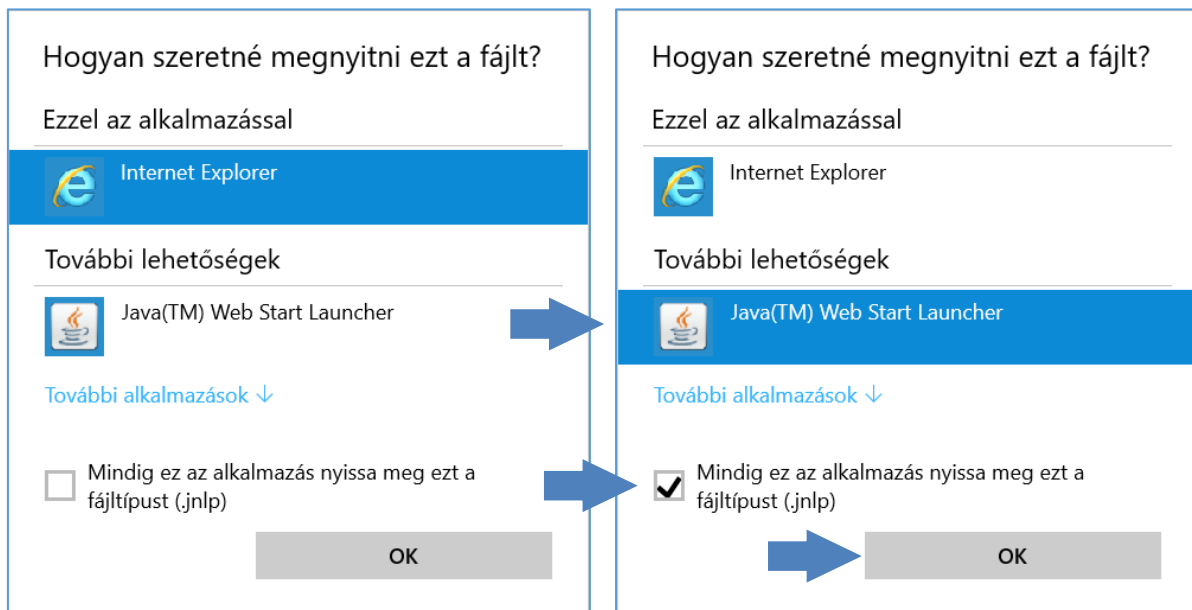 Hogyan szeretné megnyitni ezt a fájlt?
Ezzel az alkalmazással
Internet Explorer
További lehetőségek
Java(TM) Web Start Launcher
További alkalmazások ↓
Mindig ez az alkalmazás nyissa meg ezt a
fájltípust (.jnlp)
OK
Hogyan szeretné megnyitni ezt a fájlt?
Ezzel az alkalmazással
Internet Explorer
További lehetőségek
Java(TM) Web Start Launcher
További alkalmazások ↓
Mindig ez az alkalmazás nyissa meg ezt a
fájltípust (.jnlp)
OK